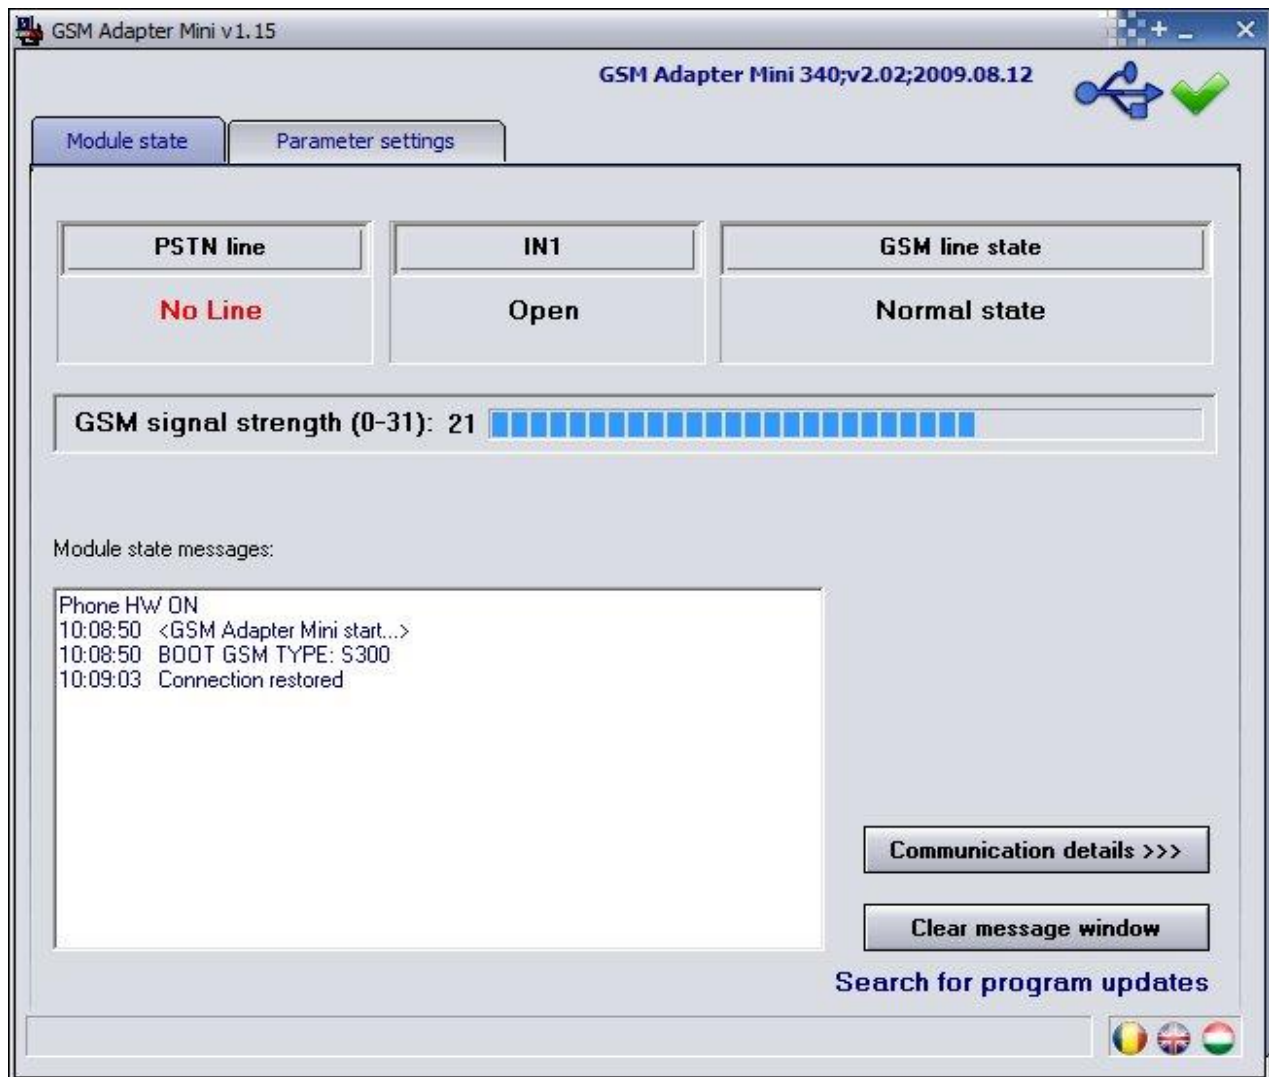 GSM Adapter Mini v1.15
GSM Adapter Mini 340;v2.02;2009.08.12
Module state
Parameter settings
PSTN line
IN1
GSM line state
No Line
Open
Normal state
GSM signal strength (0-31): 21
Module state messages:
Phone HW ON
10:08:50 <GSM Adapter Mini start...>
10:08:50 BOOT GSM TYPE: S300
10:09:03 Connection restored
Communication details >>>
Clear message window
Search for program updates